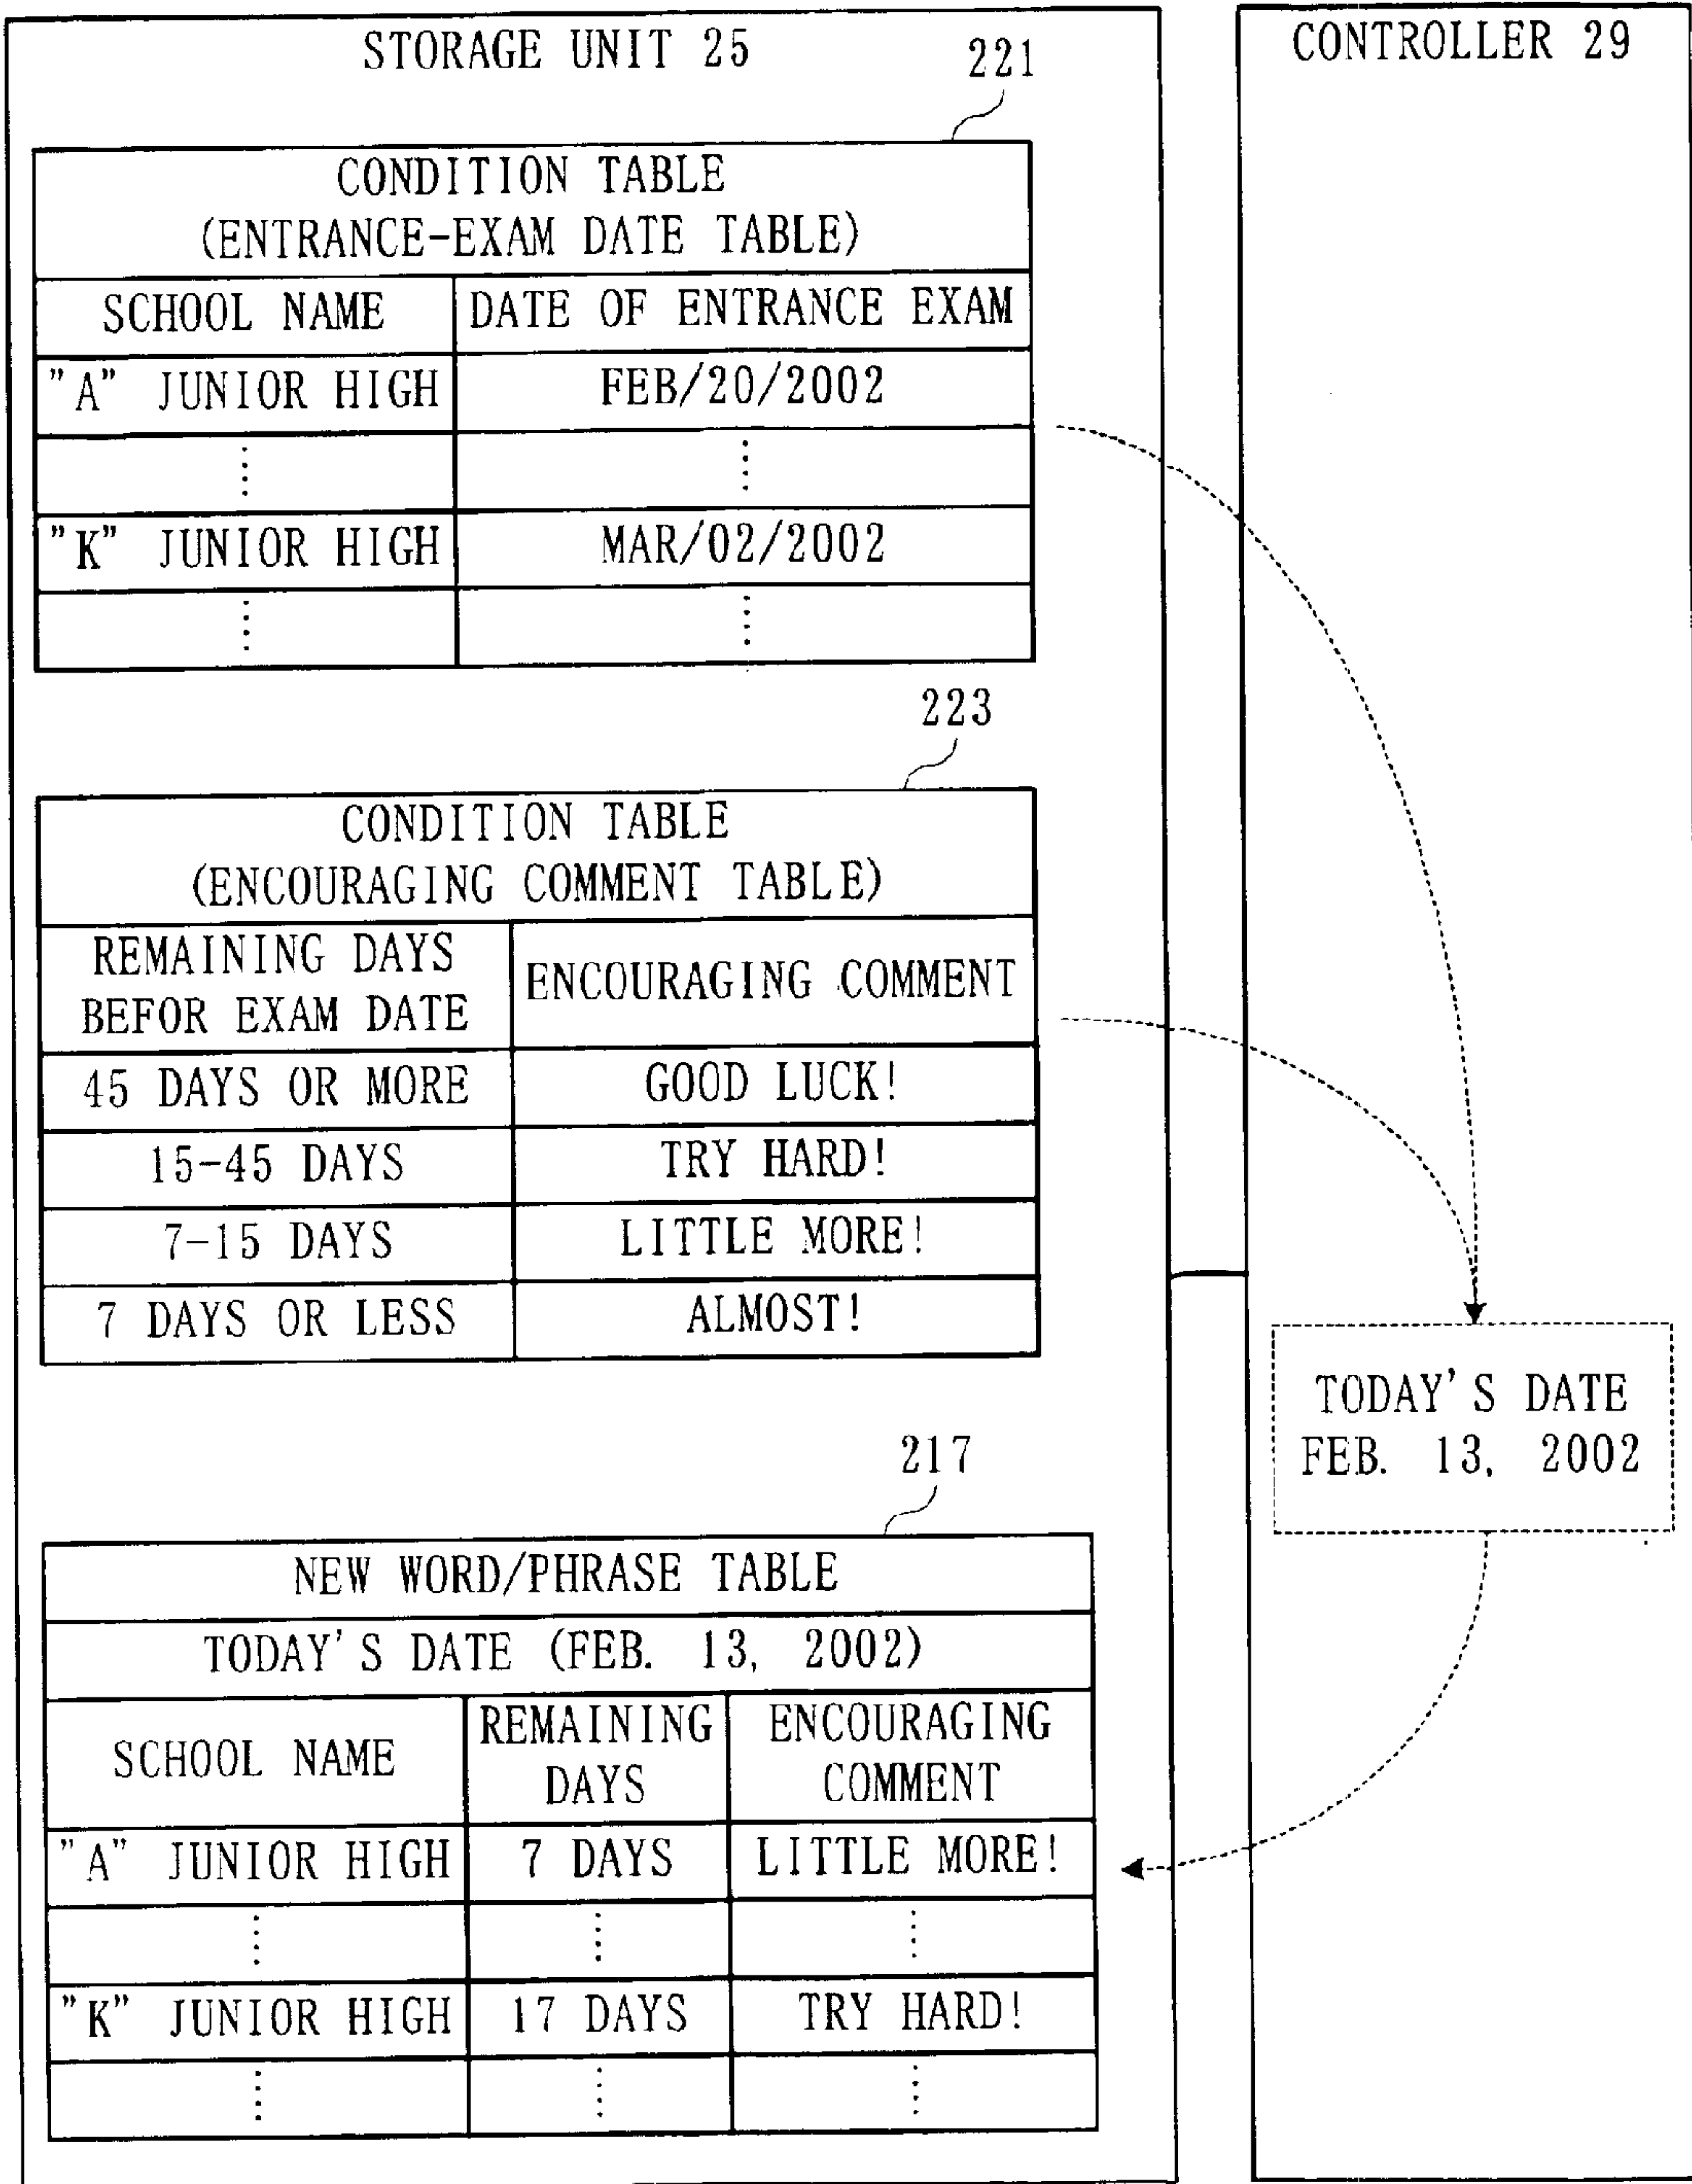 STORAGE UNIT 25
CONTROLLER 29
221
CONDITION TABLE
(ENTRANCE-EXAM DATE TABLE)
SCHOOL NAME DATE OF ENTRANCE EXAM
"A" JUNIOR HIGH FEB/20/2002
"K" JUNIOR HIGH MAR/02/2002
223
CONDITION TABLE
(ENCOURAGING COMMENT TABLE)
REMAINING DAYS
BEFOR EXAM DATE
ENCOURAGING COMMENT
45 DAYS OR MORE GOOD LUCK!
15-45 DAYS TRY HARD!
7-15 DAYS LITTLE MORE!
7 DAYS OR LESS ALMOST!
TODAY'S DATE
FEB. 13, 2002
217
NEW WORD/PHRASE TABLE
TODAY'S DATE (FEB. 13, 2002)
SCHOOL NAME
REMAINING
DAYS
ENCOURAGING
COMMENT
"A" JUNIOR HIGH 7 DAYS LITTLE MORE!
"K" JUNIOR HIGH 17 DAYS TRY HARD!